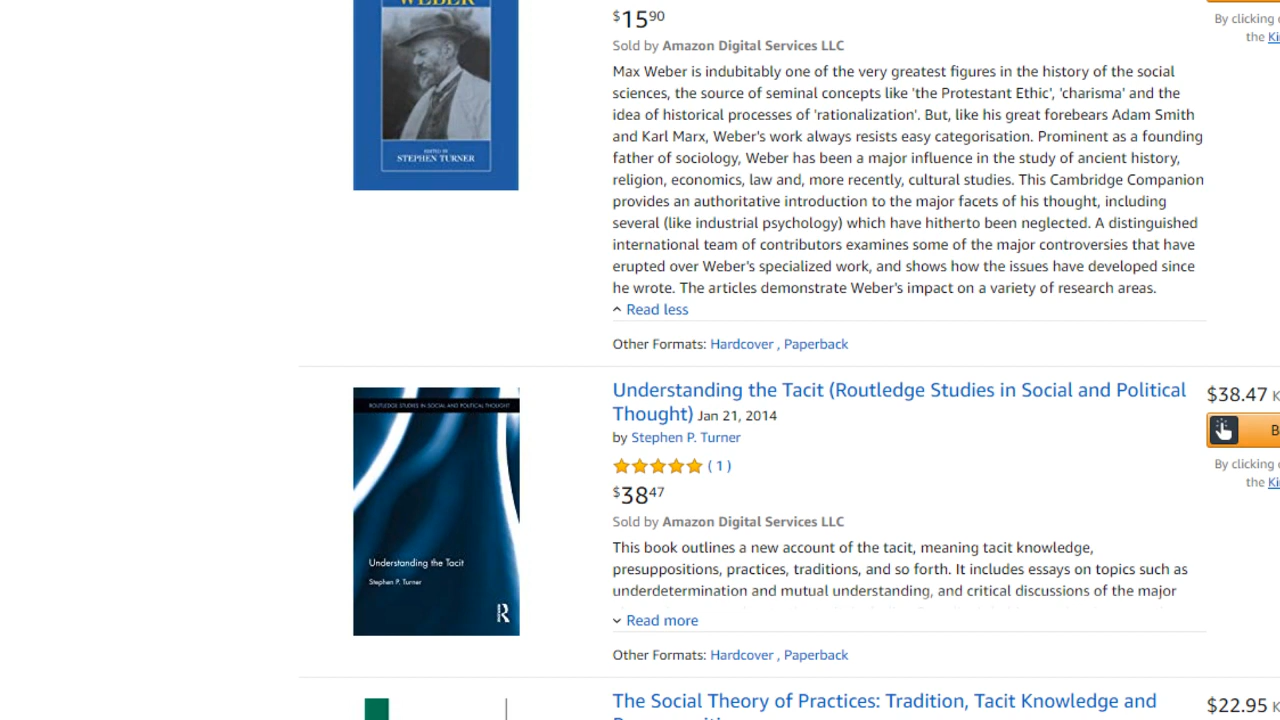 WEBER
EDITED BY
STEPHEN TURNER
$15 90
Sold by Amazon Digital Services LLC
Max Weber is indubitably one of the very greatest figures in the history of the social
sciences, the source of seminal concepts like 'the Protestant Ethic', 'charisma' and the
idea of historical processes of 'rationalization'. But, like his great forebears Adam Smith
and Karl Marx, Weber's work always resists easy categorisation. Prominent as a founding
father of sociology, Weber has been a major influence in the study of ancient history,
religion, economics, law and, more recently, cultural studies. This Cambridge Companion
provides an authoritative introduction to the major facets of his thought, including
several (like industrial psychology) which have hitherto been neglected. A distinguished
international team of contributors examines some of the major controversies that have
erupted over Weber's specialized work, and shows how the issues have developed since
he wrote. The articles demonstrate Weber's impact on a variety of research areas.
Read less
Other Formats: Hardcover , Paperback
By clicking
the
ROUTLEDGE STUDIES IN SOCIAL AND POLITICAL THOUGHT
Understanding the Tacit
Stephen P. Turner
R
Understanding the Tacit (Routledge Studies in Social and Political
Thought) Jan 21, 2014
by Stephen P. Turner
( 1 )
$38 47
Sold by Amazon Digital Services LLC
This book outlines a new account of the tacit, meaning tacit knowledge,
presuppositions, practices, traditions, and so forth. It includes essays on topics such as
underdetermination and mutual understanding, and critical discussions of the major
Read more
Other Formats: Hardcover , Paperback
$38.47
By clicking
the
The Social Theory of Practices: Tradition, Tacit Knowledge and
$22.95